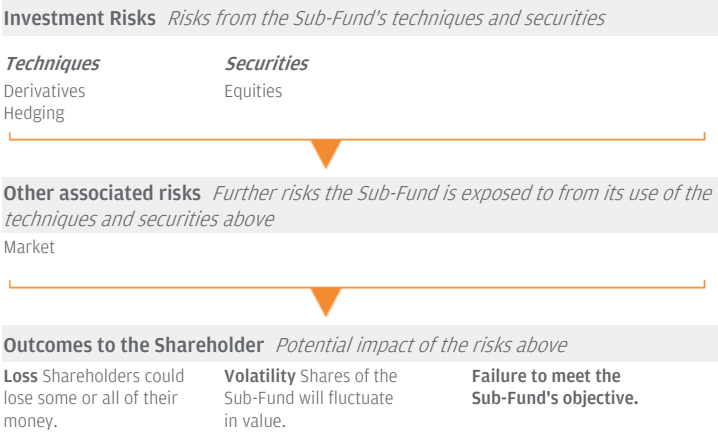 Investment Risks Risks from the Sub-Fund's techniques and securities
Techniques Securities
Derivatives Equities
Hedging
Other associated risks Further risks the Sub-Fund is exposed to from its use of the
techniques and securities above
Market
Outcomes to the Shareholder Potential impact of the risks above
Loss Shareholders could
lose some or all of their
money.
Volatility Shares of the
Sub-Fund will fluctuate
in value.
Failure to meet the
Sub-Fund's objective.